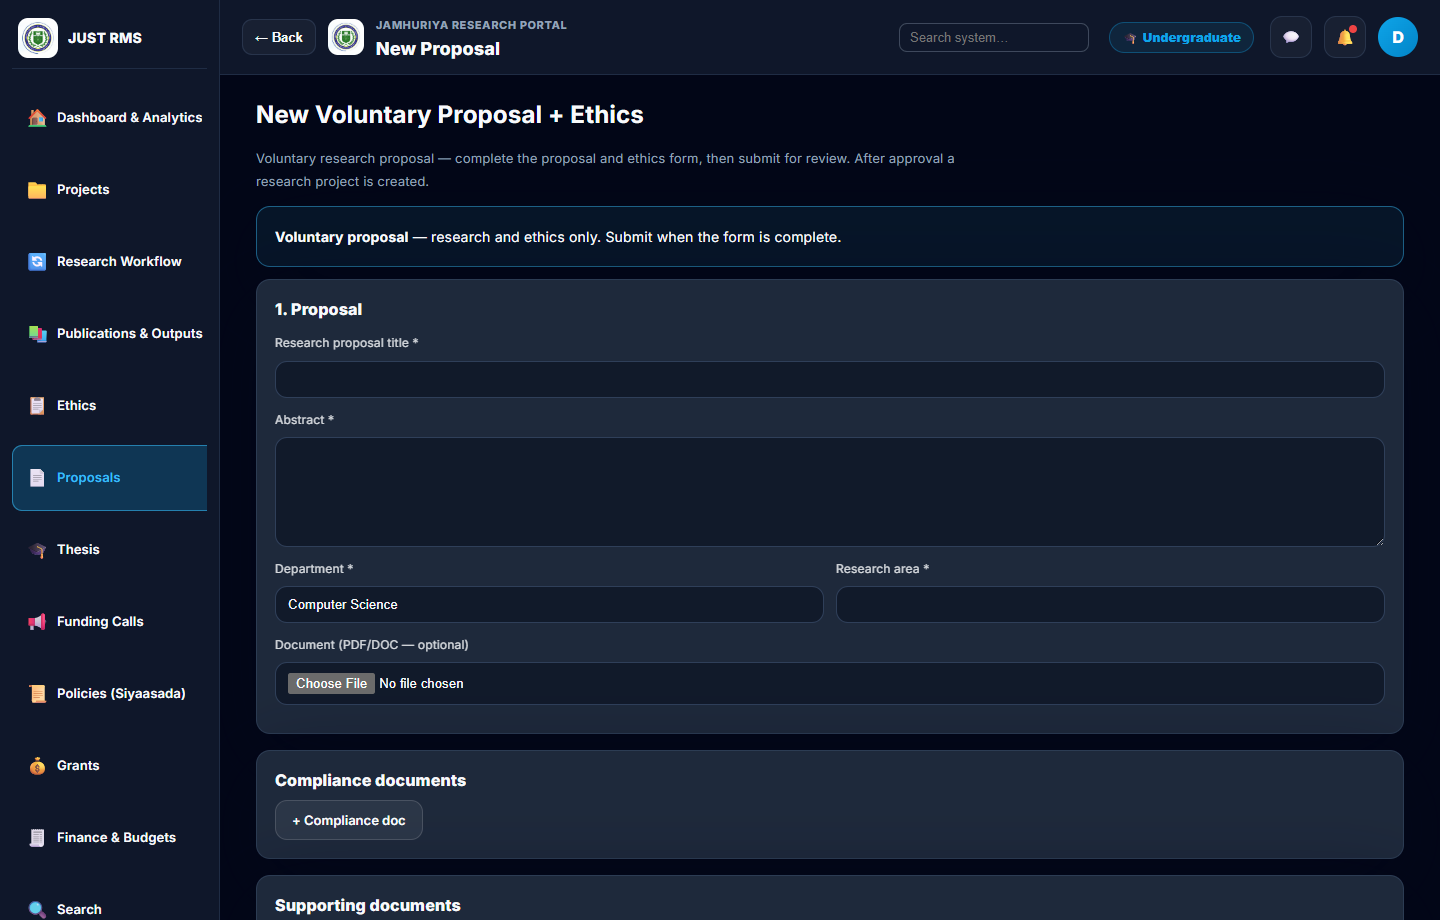 JUST RMS
Dashboard & Analytics
Projects
Research Workflow
Publications & Outputs
Ethics
Proposals
Thesis
Funding Calls
Policies (Siyaasada)
Grants
Finance & Budgets
Search
← Back
JAMHURIYA RESEARCH PORTAL
New Proposal
Search system...
Undergraduate
D
New Voluntary Proposal + Ethics
Voluntary research proposal — complete the proposal and ethics form, then submit for review. After approval a
research project is created.
Voluntary proposal — research and ethics only. Submit when the form is complete.
1. Proposal
Research proposal title *
Abstract *
Department *
Research area *
Computer Science
Document (PDF/DOC — optional)
Choose File No file chosen
Compliance documents
+ Compliance doc
Supporting documents